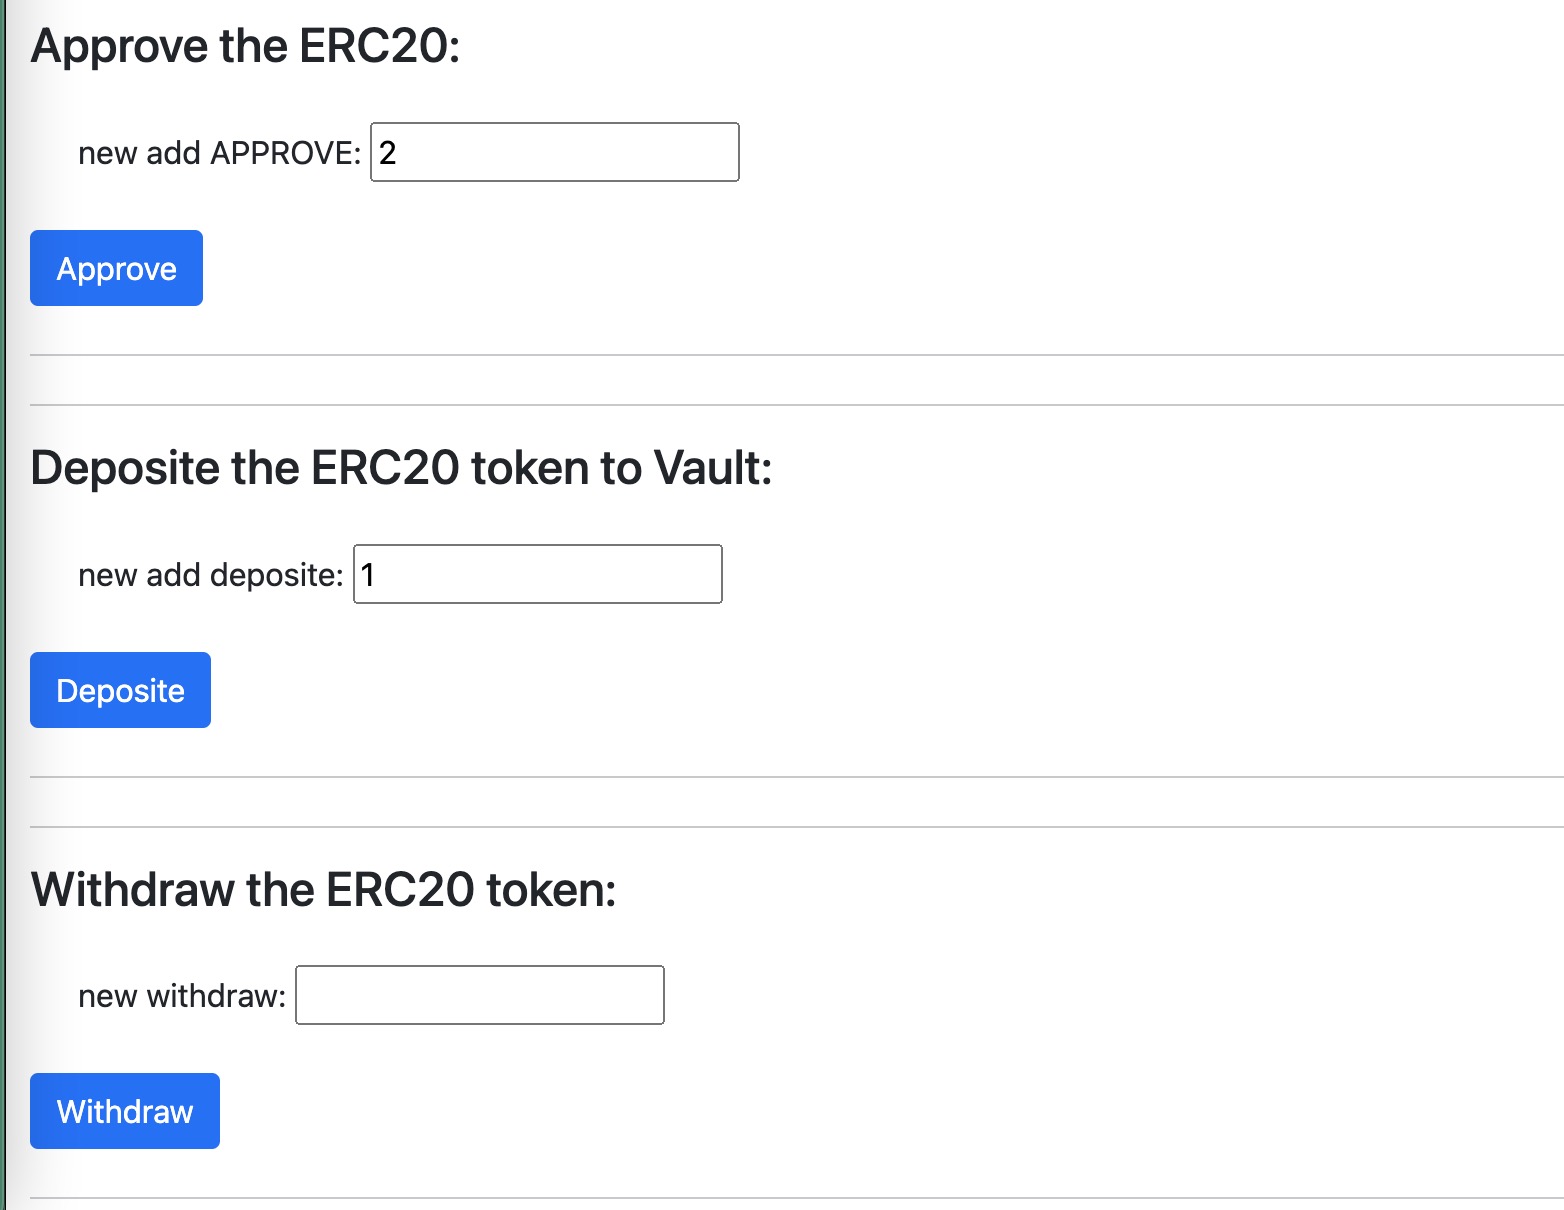 Approve the ERC20:
new add APPROVE: 2
Approve
Deposite the ERC20 token to Vault:
new add deposite: 1
Deposite
Withdraw the ERC20 token:
new withdraw:
Withdraw